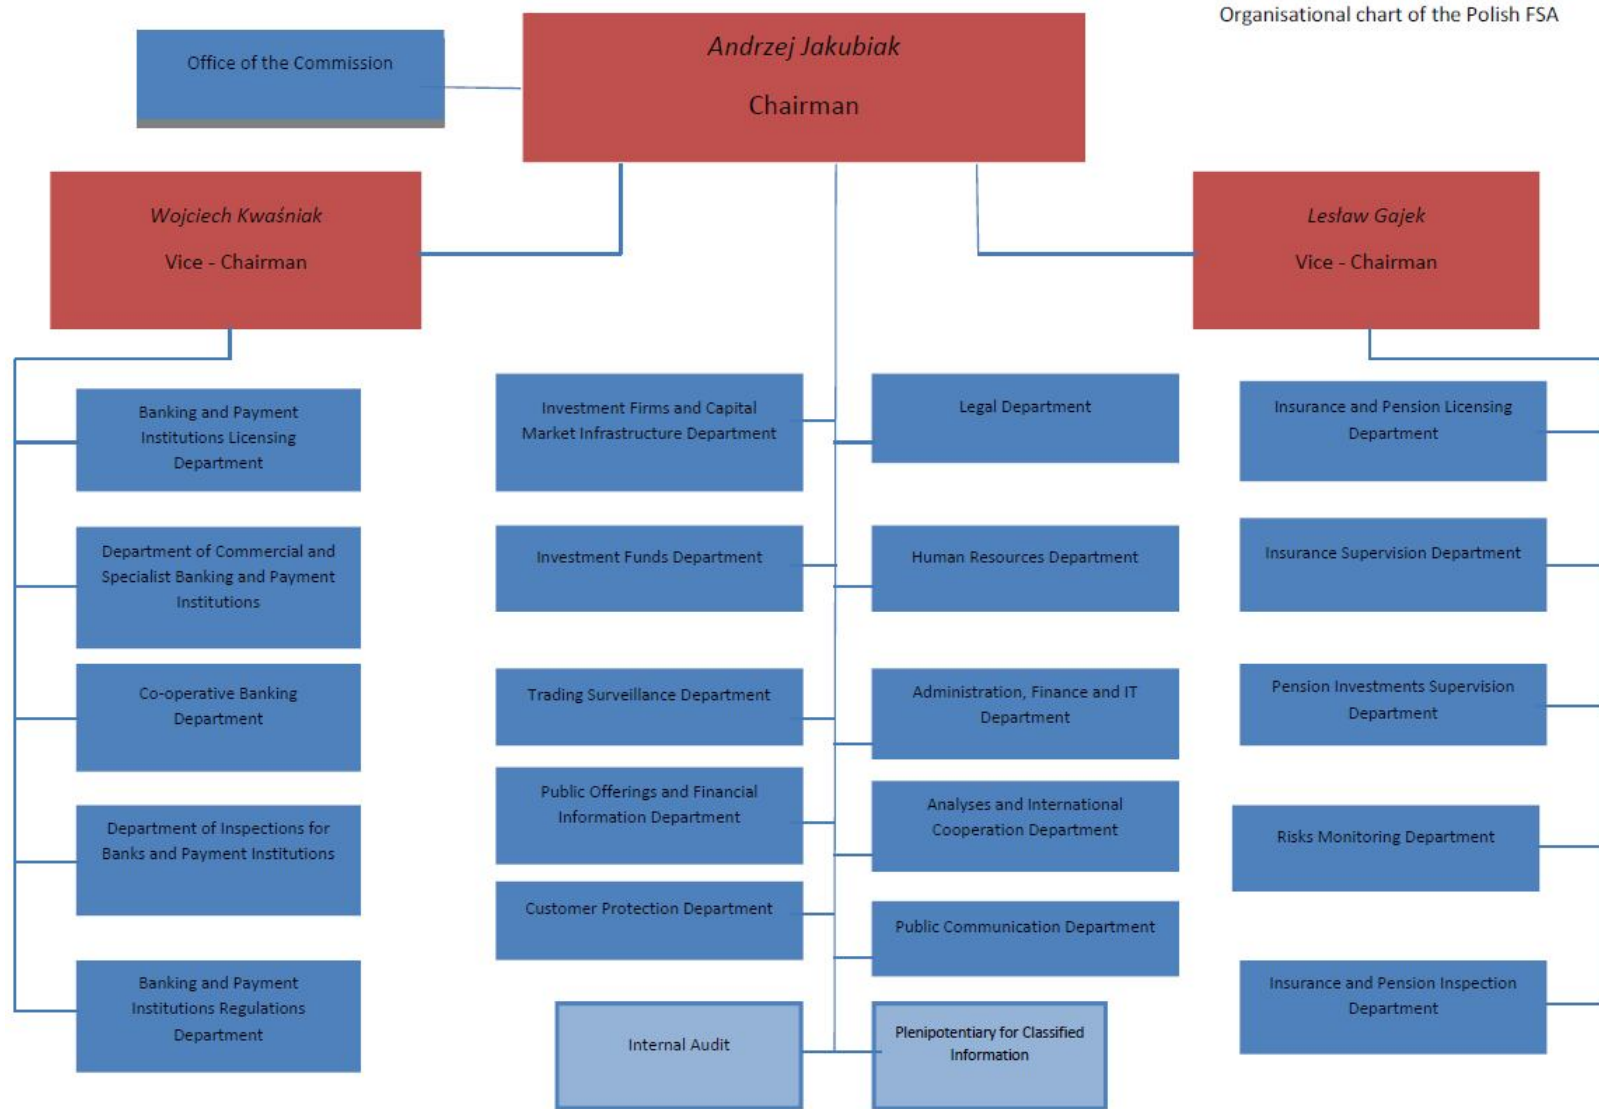 Organisational chart of the Polish FSA
Office of the Commission
Andrzej Jakubiak
Chairman
Wojciech Kwaśniak
Vice - Chairman
Lesław Gajek
Vice - Chairman
Banking and Payment
Institutions Licensing
Department
Department of Commercial and
Specialist Banking and Payment
Institutions
Co-operative Banking
Department
Department of Inspections for
Banks and Payment Institutions
Banking and Payment
Institutions Regulations
Department
Investment Firms and Capital
Market Infrastructure Department
Investment Funds Department
Trading Surveillance Department
Public Offerings and Financial
Information Department
Customer Protection Department
Internal Audit
Legal Department
Human Resources Department
Administration, Finance and IT
Department
Analyses and International
Cooperation Department
Public Communication Department
Plenipotentiary for Classified
Information
Insurance and Pension Licensing
Department
Insurance Supervision Department
Pension Investments Supervision
Department
Risks Monitoring Department
Insurance and Pension Inspection
Department